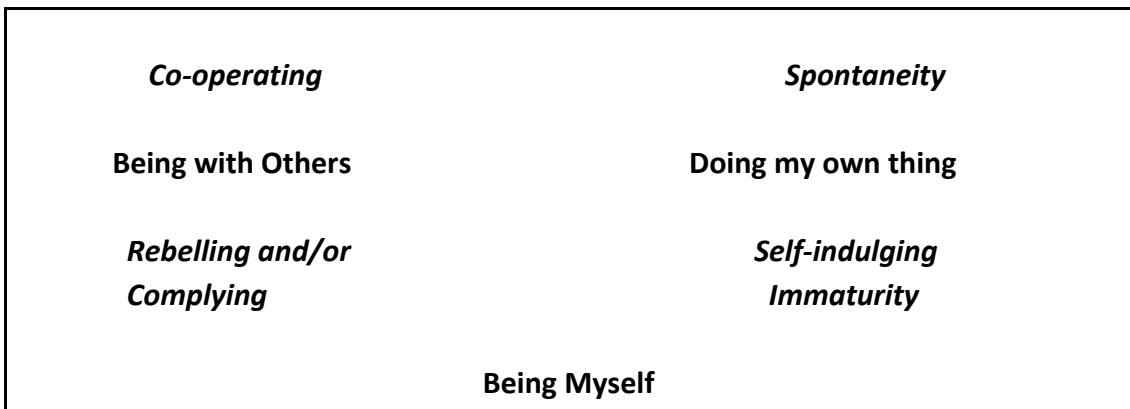 Co-operating Spontaneity
Being with Others Doing my own thing
Rebelling and/or Self-indulging
Complying Immaturity
Being Myself